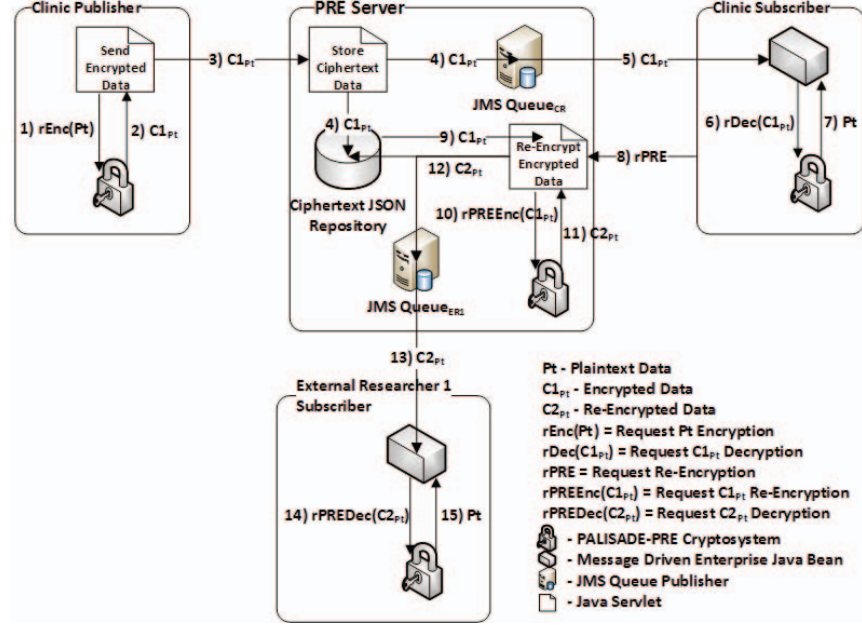 Clinic Publisher
Send
Encrypted
Data
1) rEnc(Pt)
2) C1Pt
3) C1Pt
PRE Server
Store
Ciphertext
Data
4) C1Pt
JMS QueueCR
4) C1Pt
9) C1Pt
12) C2Pt
Re-Encrypt
Encrypted
Data
Ciphertext JSON
Repository
10) rPREEnc(C1Pt)
11) C2Pt
JMS QueueER1
5) C1Pt
Clinic Subscriber
6) rDec(C1Pt)
7) Pt
8) rPRE
13) C2Pt
External Researcher 1
Subscriber
14) rPREDec(C2Pt)
15) Pt
Pt - Plaintext Data
C1Pt - Encrypted Data
C2Pt - Re-Encrypted Data
rEnc(Pt) = Request Pt Encryption
rDec(C1Pt) = Request C1Pt Decryption
rPRE = Request Re-Encryption
rPREEnc(C1Pt) = Request C1Pt Re-Encryption
rPREDec(C2Pt) = Request C2Pt Decryption
- PALISADE-PRE Cryptosystem
- Message Driven Enterprise Java Bean
- JMS Queue Publisher
- Java Servlet